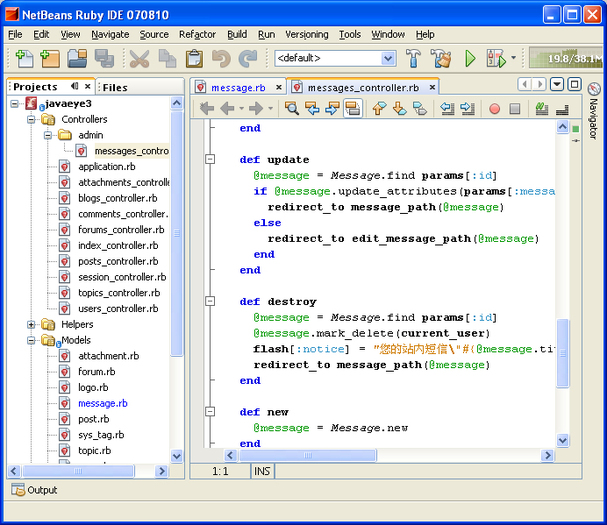 NetBeans Ruby IDE 070810
File Edit View Navigate Source Refactor Build Run Versioning Tools Window Help
<default>
19.8/38.1M
Projects
Files
message.rb
messages_controller.rb
Navigator
javaeye3
Controllers
admin
messages_contro
application.rb
attachments_controlle
blogs_controller.rb
comments_controller.rb
forums_controller.rb
index_controller.rb
posts_controller.rb
session_controller.rb
topics_controller.rb
users_controller.rb
Helpers
Models
attachment.rb
forum.rb
logo.rb
message.rb
post.rb
sys_tag.rb
topic.rb
end
def update
@message = Message.find params[:id]
if @message.update_attributes(params[:messa
redirect_to message_path(@message)
else
redirect_to edit_message_path(@message)
end
end
def destroy
@message = Message.find params[:id]
@message.mark_delete(current_user)
flash[:notice] = "您的站内短信\"#{@message.tit
redirect_to message_path(@message)
end
def new
@message = Message.new
end
1:1 INS
Output